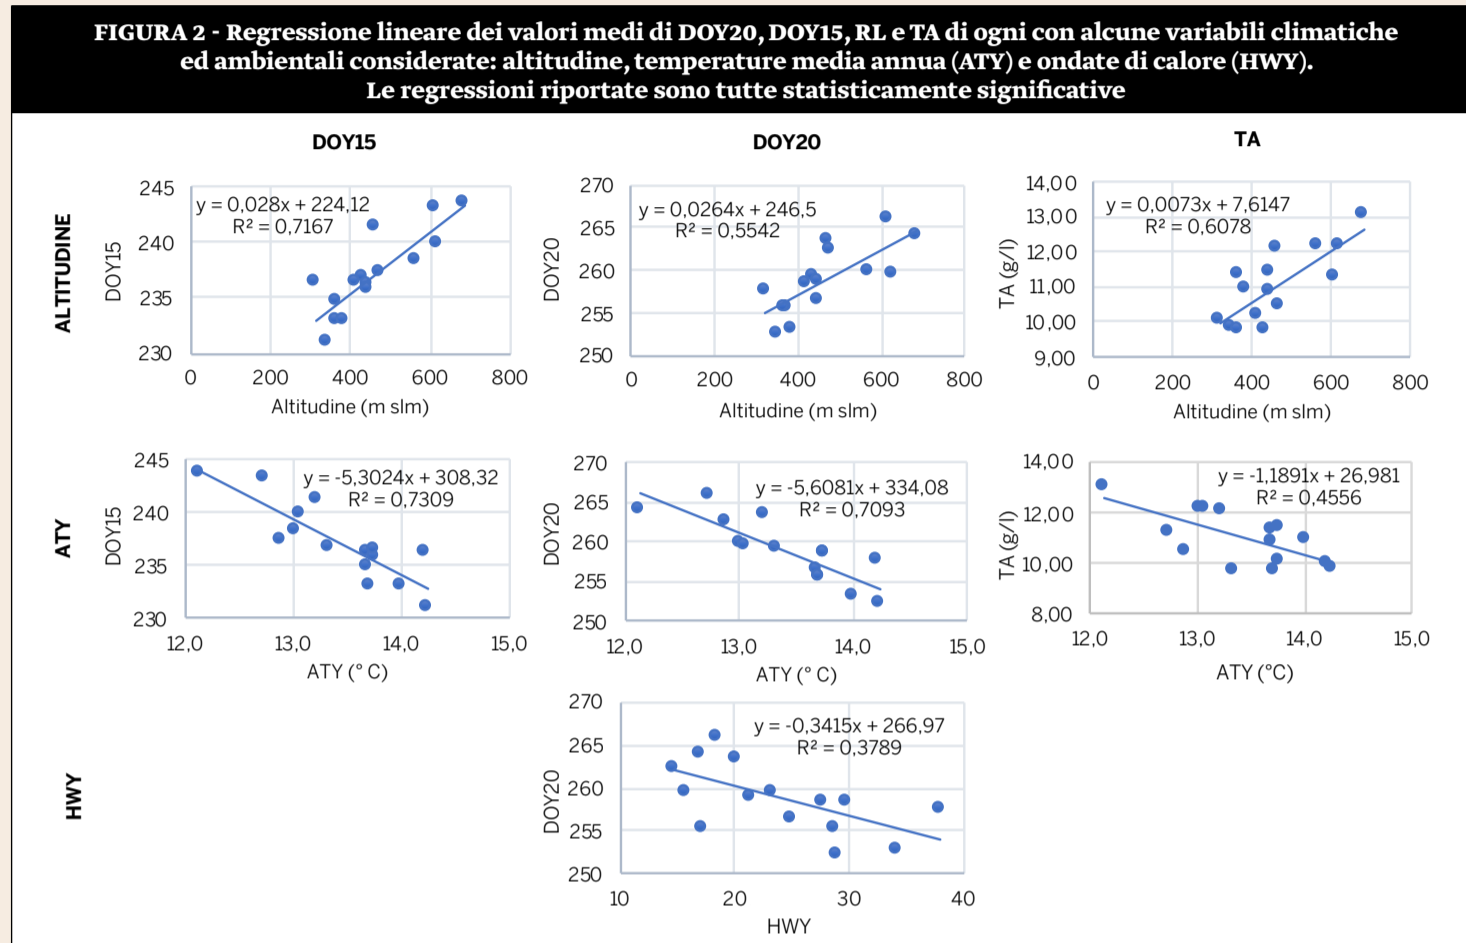 FIGURA 2 - Regressione lineare dei valori medi di DOY20, DOY15, RL e TA di ogni con alcune variabili climatiche
ed ambientali considerate: altitudine, temperature media annua (ATY) e ondate di calore (HWY).
Le regressioni riportate sono tutte statisticamente significative
DOY15
DOY20
TA
ALTITUDINE
DOY15
245
240
235
230
y = 0,028x + 224,12
R² = 0,7167
0 200 400 600 800
Altitudine (m slm)
DOY20
270
265
260
255
250
y = 0,0264x + 246,5
R² = 0,5542
0 200 400 600 800
Altitudine (m slm)
TA (g/l)
14,00
13,00
12,00
11,00
10,00
9,00
y = 0,0073x + 7,6147
R² = 0,6078
0 200 400 600 800
Altitudine (m slm)
ATY
DOY15
245
240
235
230
y = -5,3024x + 308,32
R² = 0,7309
12,0 13,0 14,0 15,0
ATY (° C)
DOY20
270
265
260
255
250
y = -5,6081x + 334,08
R² = 0,7093
12,0 13,0 14,0 15,0
ATY (° C)
TA (g/l)
14,00
12,00
10,00
8,00
y = -1,1891x + 26,981
R² = 0,4556
12,0 13,0 14,0 15,0
ATY (°C)
HWY
DOY20
270
265
260
255
250
y = -0,3415x + 266,97
R² = 0,3789
10 20 30 40
HWY